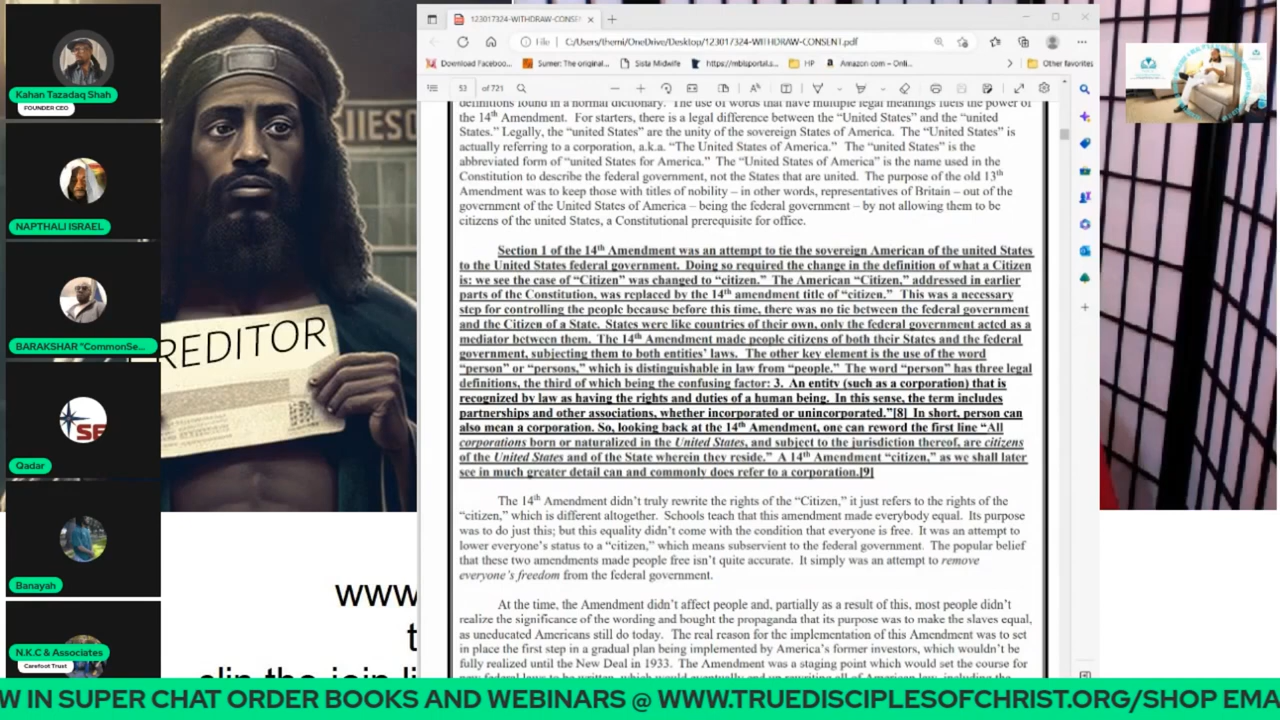 Kahan Tazadaq Shah
FOUNDER CEO
NAPTHALI ISRAEL
BARAKSHAR "CommonSe...
Qadar
SF
Banayah
N.K.C & Associates
Carefoot Trust
REDITOR
www
123017324-WITHDRAW-CONSEN
File
C:/Users/themi/OneDrive/Desktop/123017324-WITHDRAW-CONSENT.pdf
Download Faceboo...
Sumer: The original...
Sista Midwife
https://mbisportal.s...
HP
Amazon.com – Onli...
Other favorites
53 of 721
definitions found in a normal dictionary. The use of words that have multiple legal meanings fuels the power of
the 14th Amendment. For starters, there is a legal difference between the “United States” and the “united
States.” Legally, the “united States” are the unity of the sovereign States of America. The “United States” is
actually referring to a corporation, a.k.a. “The United States of America.” The “united States” is the
abbreviated form of “united States for America.” The “United States of America” is the name used in the
Constitution to describe the federal government, not the States that are united. The purpose of the old 13th
Amendment was to keep those with titles of nobility – in other words, representatives of Britain – out of the
government of the United States of America – being the federal government – by not allowing them to be
citizens of the united States, a Constitutional prerequisite for office.
Section 1 of the 14th Amendment was an attempt to tie the sovereign American of the united States
to the United States federal government. Doing so required the change in the definition of what a Citizen
is: we see the case of “Citizen” was changed to “citizen.” The American “Citizen,” addressed in earlier
parts of the Constitution, was replaced by the 14th amendment title of “citizen.” This was a necessary
step for controlling the people because before this time, there was no tie between the federal government
and the Citizen of a State. States were like countries of their own, only the federal government acted as a
mediator between them. The 14th Amendment made people citizens of both their States and the federal
government, subjecting them to both entities’ laws. The other key element is the use of the word
“person” or “persons,” which is distinguishable in law from “people.” The word “person” has three legal
definitions, the third of which being the confusing factor: 3. An entity (such as a corporation) that is
recognized by law as having the rights and duties of a human being. In this sense, the term includes
partnerships and other associations, whether incorporated or unincorporated.”[8] In short, person can
also mean a corporation. So, looking back at the 14th Amendment, one can reword the first line “All
corporations born or naturalized in the United States, and subject to the jurisdiction thereof, are citizens
of the United States and of the State wherein they reside.” A 14th Amendment “citizen,” as we shall later
see in much greater detail can and commonly does refer to a corporation.[9]
The 14th Amendment didn’t truly rewrite the rights of the “Citizen,” it just refers to the rights of the
“citizen,” which is different altogether. Schools teach that this amendment made everybody equal. Its purpose
was to do just this; but this equality didn’t come with the condition that everyone is free. It was an attempt to
lower everyone’s status to a “citizen,” which means subservient to the federal government. The popular belief
that these two amendments made people free isn’t quite accurate. It simply was an attempt to remove
everyone’s freedom from the federal government.
At the time, the Amendment didn’t affect people and, partially as a result of this, most people didn’t
realize the significance of the wording and bought the propaganda that its purpose was to make the slaves equal,
as uneducated Americans still do today. The real reason for the implementation of this Amendment was to set
in place the first step in a gradual plan being implemented by America’s former investors, which wouldn’t be
fully realized until the New Deal in 1933. The Amendment was a staging point which would set the course for
W IN SUPER CHAT ORDER BOOKS AND WEBINARS @ WWW.TRUEDISCIPLESOFCHRIST.ORG/SHOP EMA